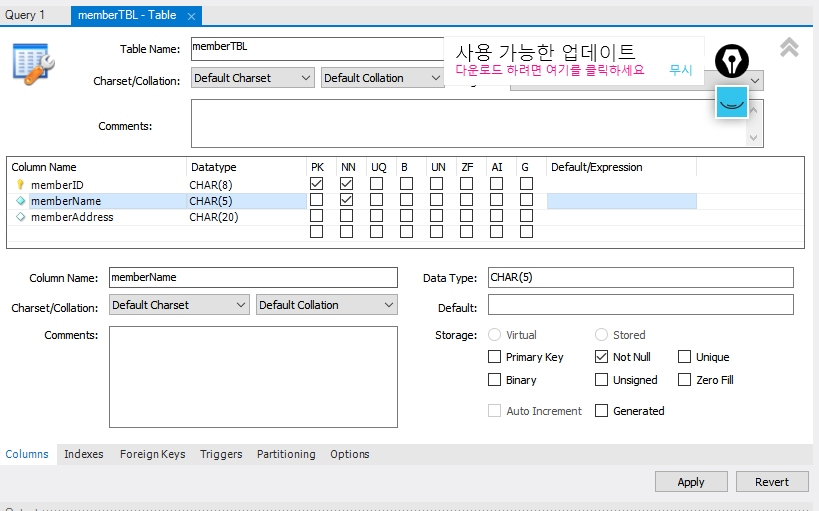 Query 1
memberTBL - Table
Table Name:
memberTBL
사용 가능한 업데이트
다운로드 하려면 여기를 클릭하세요
무시
Charset/Collation:
Default Charset
Default Collation
Comments:
Column Name Datatype PK NN UQ B UN ZF AI G Default/Expression
memberID CHAR(8)
memberName CHAR(5)
memberAddress CHAR(20)
Column Name: memberName Data Type: CHAR(5)
Charset/Collation: Default Charset Default Collation Default:
Comments: Storage: Virtual Stored
Primary Key Not Null Unique
Binary Unsigned Zero Fill
Auto Increment Generated
Columns Indexes Foreign Keys Triggers Partitioning Options
Apply Revert